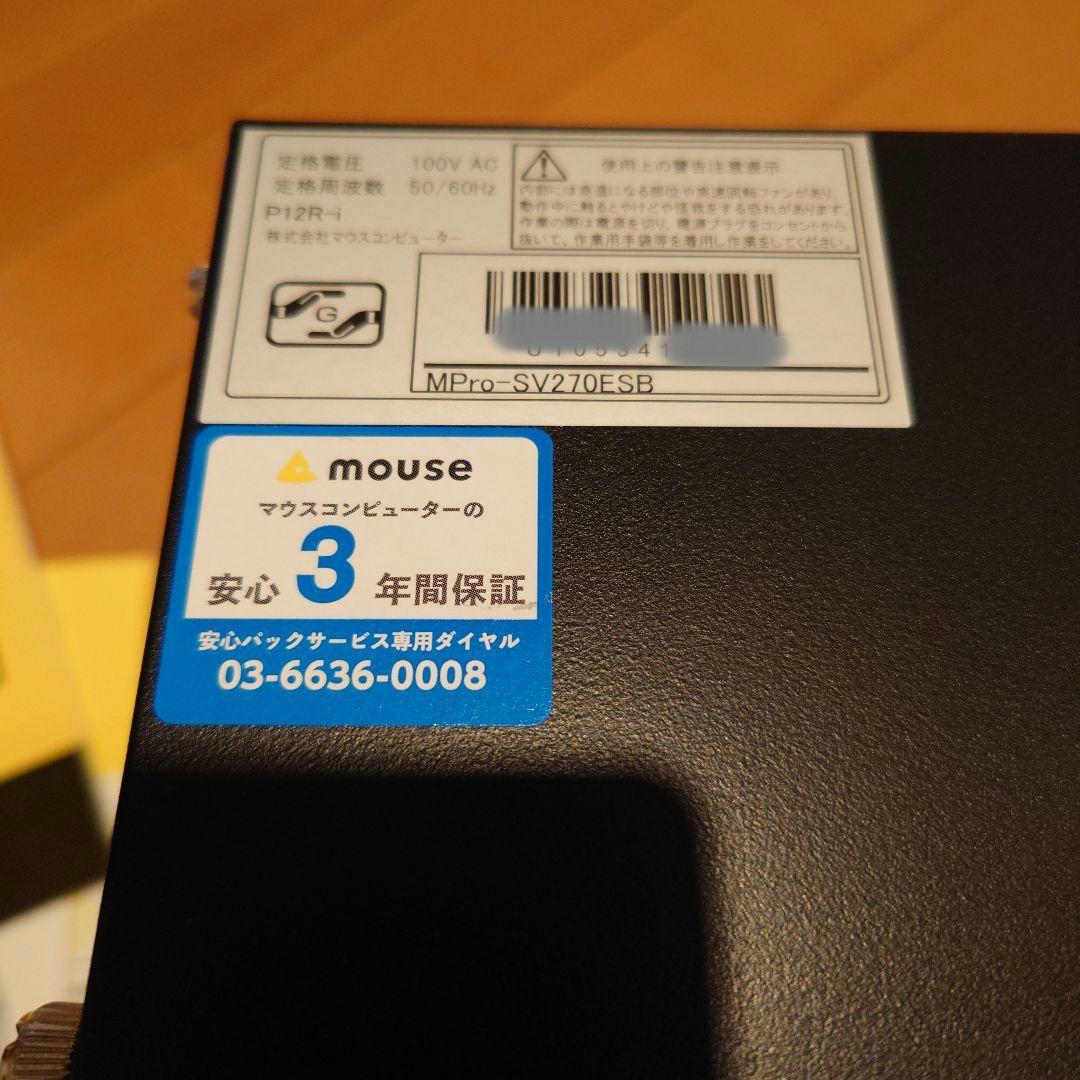 定格電圧 100V AC
定格周波数 50/60Hz
P12R-i
株式会社マウスコンピューター
使用上の警告注意表示
内部には高温になる部位や高速回転ファンがあり、
動作中に触るとやけどや怪我をする恐れがあります。
作業の際は電源を切り、電源プラグをコンセントから
抜いて、作業用手袋等を着用し作業をしてください。
G
0105341
MPro-SV270ESB
mouse
マウスコンピューターの
安心 3 年間保証
安心パックサービス専用ダイヤル
03-6636-0008